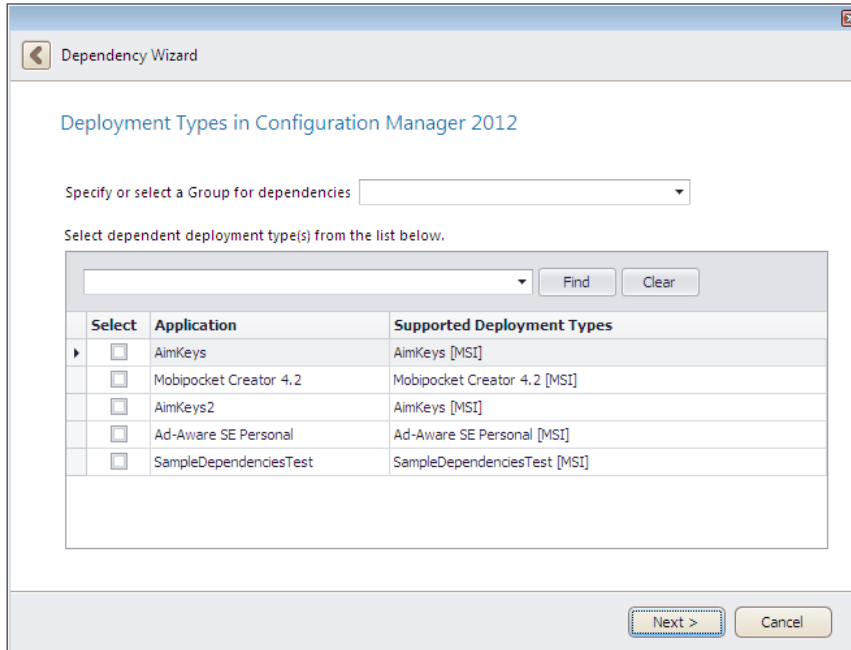 Dependency Wizard
Deployment Types in Configuration Manager 2012
Specify or select a Group for dependencies
Select dependent deployment type(s) from the list below.
Find Clear
Select Application Supported Deployment Types
AimKeys AimKeys [MSI]
Mobipocket Creator 4.2 Mobipocket Creator 4.2 [MSI]
AimKeys2 AimKeys [MSI]
Ad-Aware SE Personal Ad-Aware SE Personal [MSI]
SampleDependenciesTest SampleDependenciesTest [MSI]
Next > Cancel